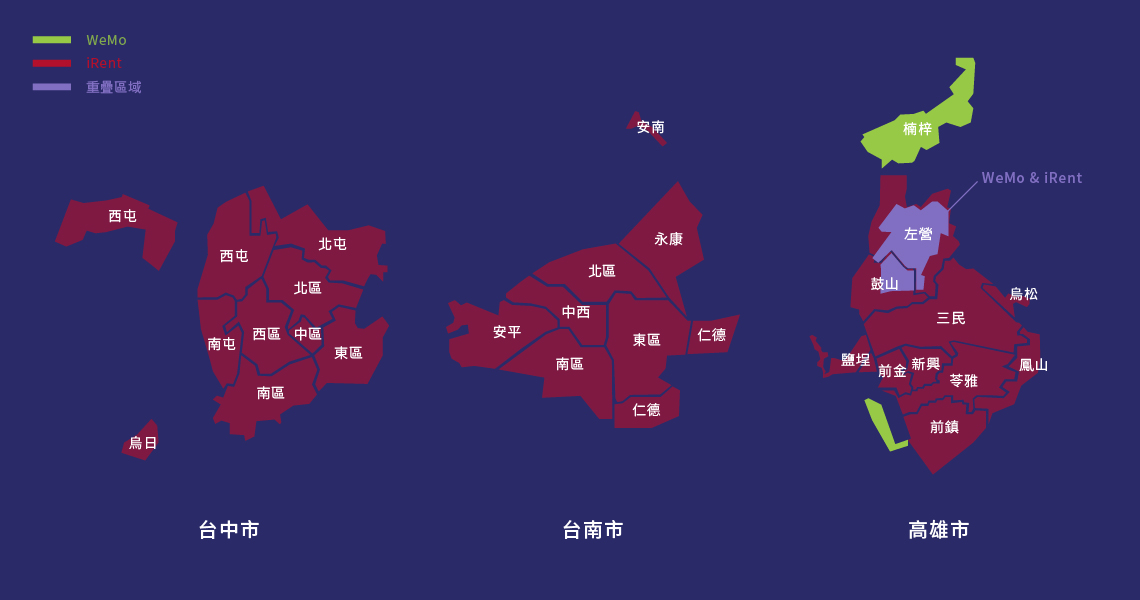 WeMo
iRent
重疊區域
西屯
西屯
北屯
北區
南屯
西區
中區
東區
南區
烏日
台中市
安南
永康
北區
中西
安平
東區
仁德
南區
仁德
台南市
楠梓
WeMo & iRent
左營
鼓山
烏松
三民
鹽埕
前金
新興
鳳山
苓雅
前鎮
高雄市